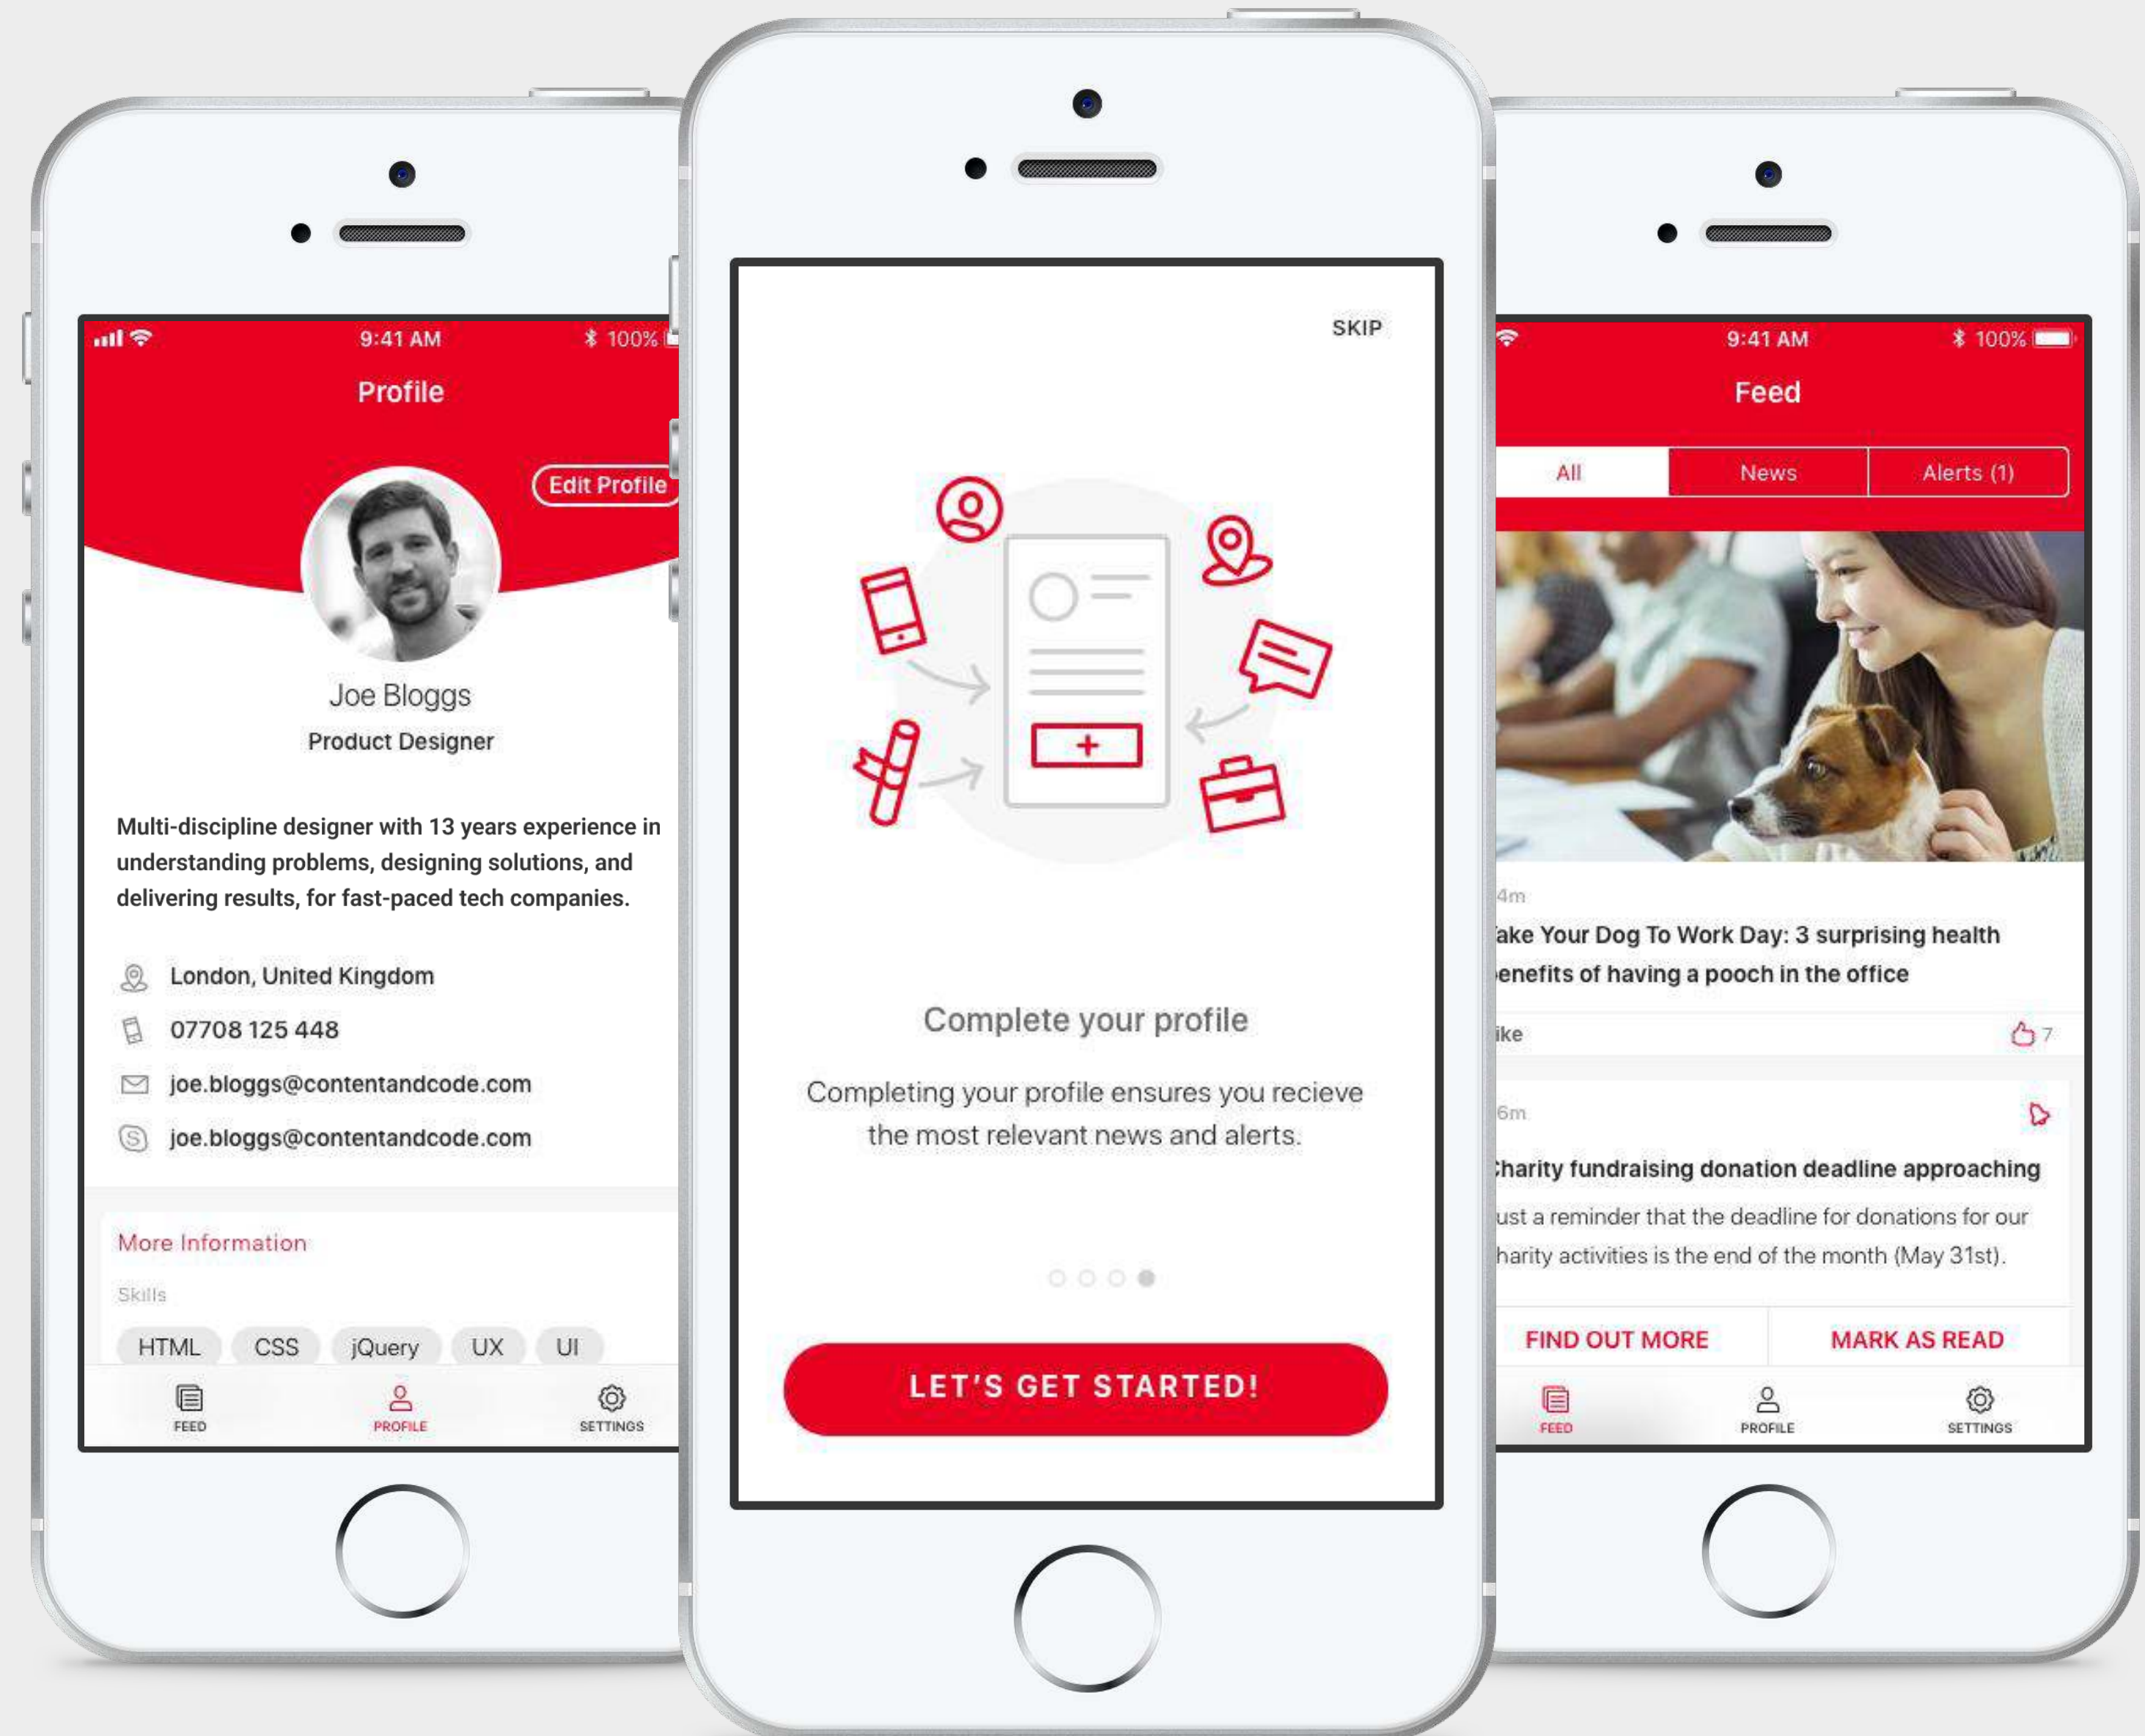 9:41 AM
100%
Profile
Edit Profile
Joe Bloggs
Product Designer
Multi-discipline designer with 13 years experience in
understanding problems, designing solutions, and
delivering results, for fast-paced tech companies.
London, United Kingdom
07708 125 448
joe.bloggs@contentandcode.com
joe.bloggs@contentandcode.com
More Information
Skills
HTML CSS jQuery UX UI
FEED PROFILE SETTINGS
SKIP
Complete your profile
Completing your profile ensures you recieve
the most relevant news and alerts.
LET'S GET STARTED!
9:41 AM
100%
Feed
All News Alerts (1)
4m
ake Your Dog To Work Day: 3 surprising health
enefits of having a pooch in the office
ike
7
6m
harity fundraising donation deadline approaching
ust a reminder that the deadline for donations for our
harity activities is the end of the month (May 31st).
FIND OUT MORE MARK AS READ
FEED PROFILE SETTINGS